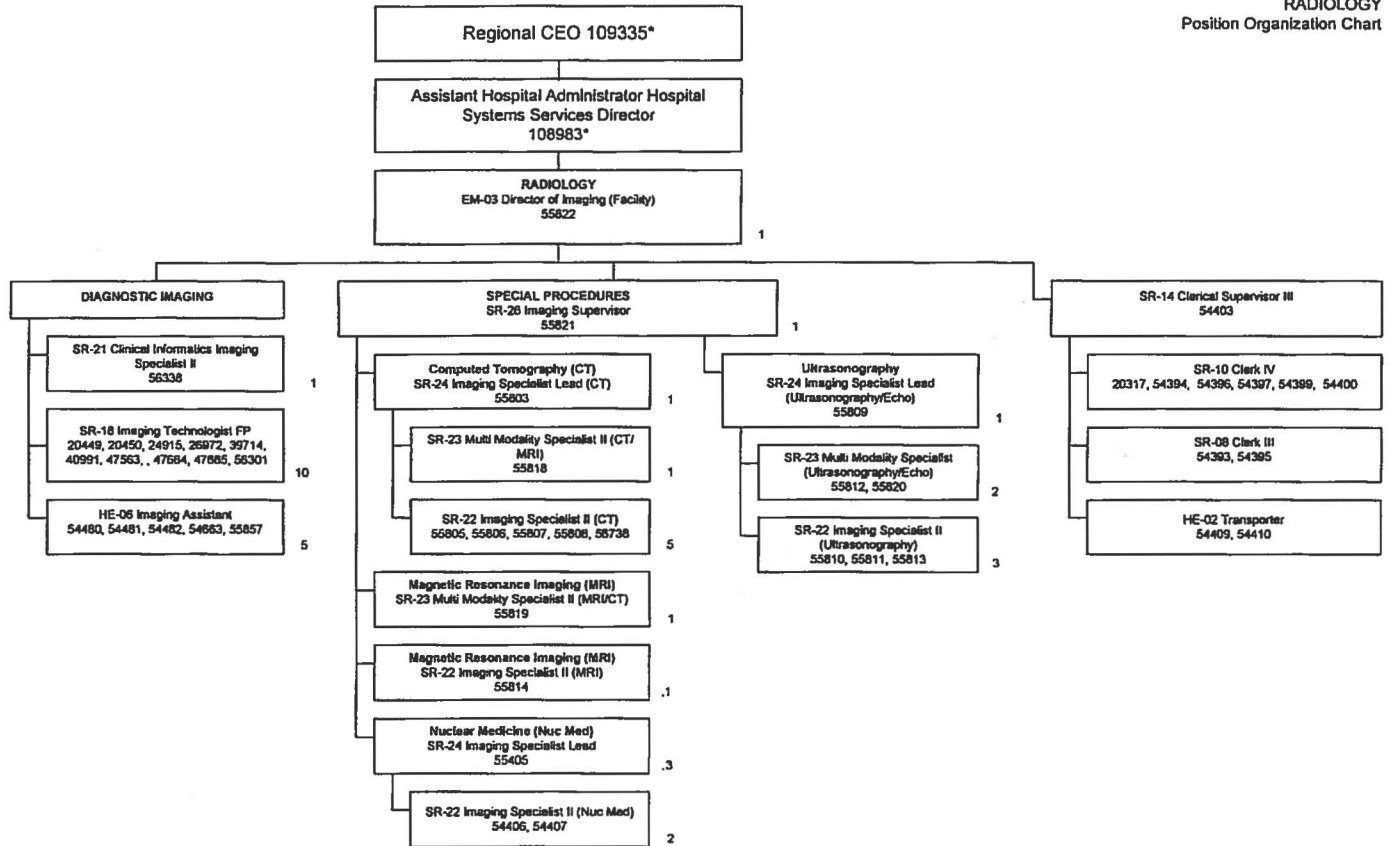 RADIOLOGY
Position Organization Chart
Regional CEO 109335*
Assistant Hospital Administrator Hospital
Systems Services Director
108983*
RADIOLOGY
EM-03 Director of Imaging (Facility)
55822
1
DIAGNOSTIC IMAGING
SR-21 Clinical Informatics Imaging
Specialist II
56338
1
SR-18 Imaging Technologist FP
20449, 20450, 24915, 26972, 39714,
40991, 47563, , 47684, 47685, 56301
10
HE-06 Imaging Assistant
54480, 54481, 54482, 54663, 55857
5
SPECIAL PROCEDURES
SR-26 Imaging Supervisor
55821
1
Computed Tomography (CT)
SR-24 Imaging Specialist Lead (CT)
55803
1
SR-23 Multi Modality Specialist II (CT/
MRI)
55818
1
SR-22 Imaging Specialist II (CT)
55805, 55806, 55807, 55808, 56738
5
Magnetic Resonance Imaging (MRI)
SR-23 Multi Modality Specialist II (MRI/CT)
55819
1
Magnetic Resonance Imaging (MRI)
SR-22 Imaging Specialist II (MRI)
55814
.1
Nuclear Medicine (Nuc Med)
SR-24 Imaging Specialist Lead
55405
.3
SR-22 Imaging Specialist II (Nuc Med)
54406, 54407
2
Ultrasonography
SR-24 Imaging Specialist Lead
(Ultrasonography/Echo)
55809
1
SR-23 Multi Modality Specialist
(Ultrasonography/Echo)
55812, 55820
2
SR-22 Imaging Specialist II
(Ultrasonography)
55810, 55811, 55813
3
SR-14 Clerical Supervisor III
54403
SR-10 Clerk IV
20317, 54394, 54396, 54397, 54399, 54400
SR-08 Clerk III
54393, 54395
HE-02 Transporter
54409, 54410